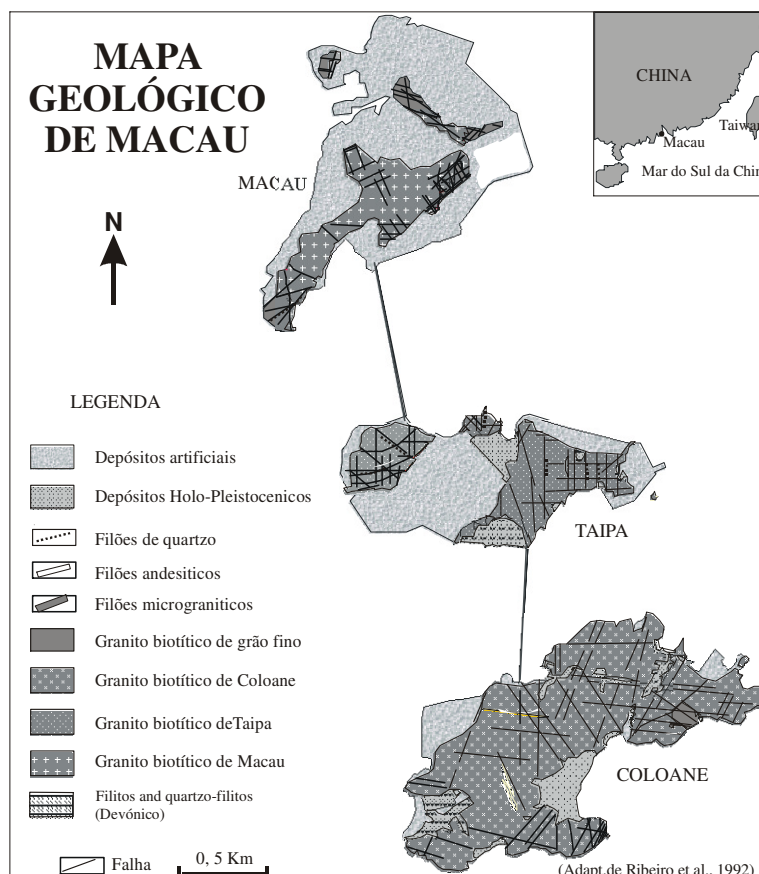 MAPA
GEOLÓGICO
DE MACAU
CHINA
Macau
Taiwan
Mar do Sul da Chin
MACAU
N
TAIPA
COLOANE
LEGENDA
Depósitos artificiais
Depósitos Holo-Pleistocenicos
Filões de quartzo
Filões andesiticos
Filões microgranitícos
Granito biotítico de grão fino
Granito biotítico de Coloane
Granito biotítico deTaipa
Granito biotítico de Macau
Filitos and quartzo-filitos
(Devónico)
Falha
0, 5 Km
(Adapt.de Ribeiro et al., 1992)